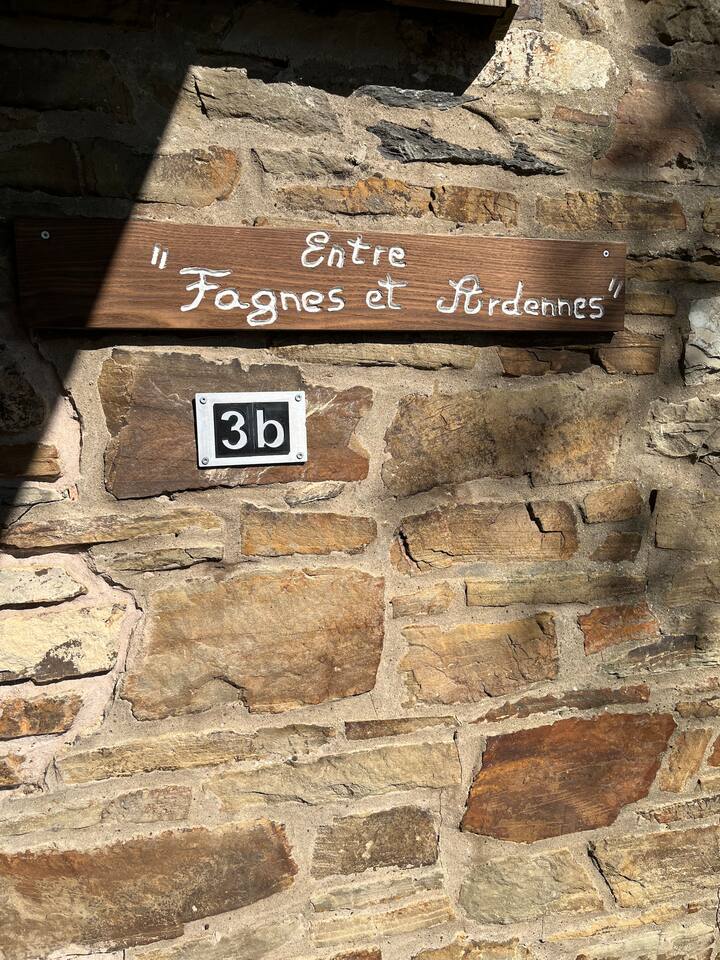 Entre
"Fagnes et Ardennes"
3b